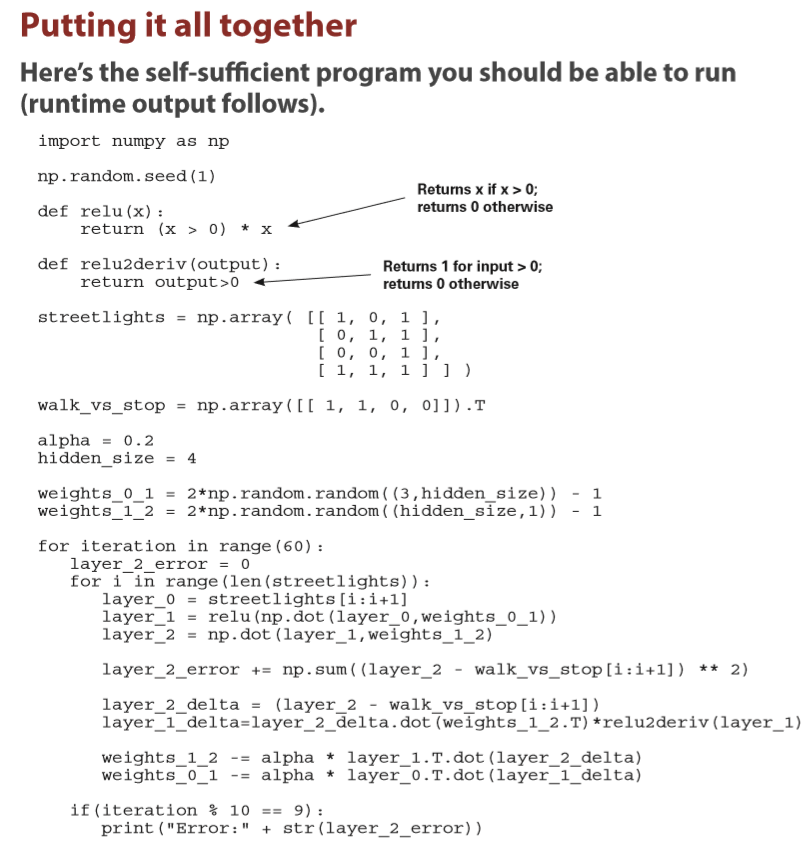 Putting it all together
Here's the self-sufficient program you should be able to run
(runtime output follows).
import numpy as np
np.random.seed(1)
def relu(x):
    return (x > 0) * x
Returns x if x > 0;
returns 0 otherwise
def relu2deriv(output):
    return output>0
Returns 1 for input > 0;
returns 0 otherwise
streetlights = np.array( [[ 1, 0, 1 ],
                          [ 0, 1, 1 ],
                          [ 0, 0, 1 ],
                          [ 1, 1, 1 ] ] )
walk_vs_stop = np.array([[ 1, 1, 0, 0]]).T
alpha = 0.2
hidden_size = 4
weights_0_1 = 2*np.random.random((3,hidden_size)) - 1
weights_1_2 = 2*np.random.random((hidden_size,1)) - 1
for iteration in range(60):
   layer_2_error = 0
   for i in range(len(streetlights)):
      layer_0 = streetlights[i:i+1]
      layer_1 = relu(np.dot(layer_0,weights_0_1))
      layer_2 = np.dot(layer_1,weights_1_2)
      layer_2_error += np.sum((layer_2 - walk_vs_stop[i:i+1]) ** 2)
      layer_2_delta = (layer_2 - walk_vs_stop[i:i+1])
      layer_1_delta=layer_2_delta.dot(weights_1_2.T)*relu2deriv(layer_1)
      weights_1_2 -= alpha * layer_1.T.dot(layer_2_delta)
      weights_0_1 -= alpha * layer_0.T.dot(layer_1_delta)
   if(iteration % 10 == 9):
      print("Error:" + str(layer_2_error))